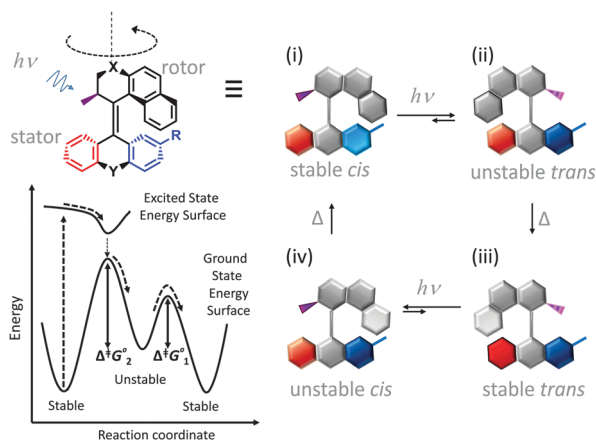 hν
X
rotor
stator
R
Y
≡
(i)
stable cis
hν
(ii)
unstable trans
Δ
Δ
(iv)
unstable cis
hν
(iii)
stable trans
Excited State
Energy Surface
Ground
State
Energy
Surface
Energy
Δ‡G°2
Δ‡G°1
Unstable
Stable
Stable
Reaction coordinate